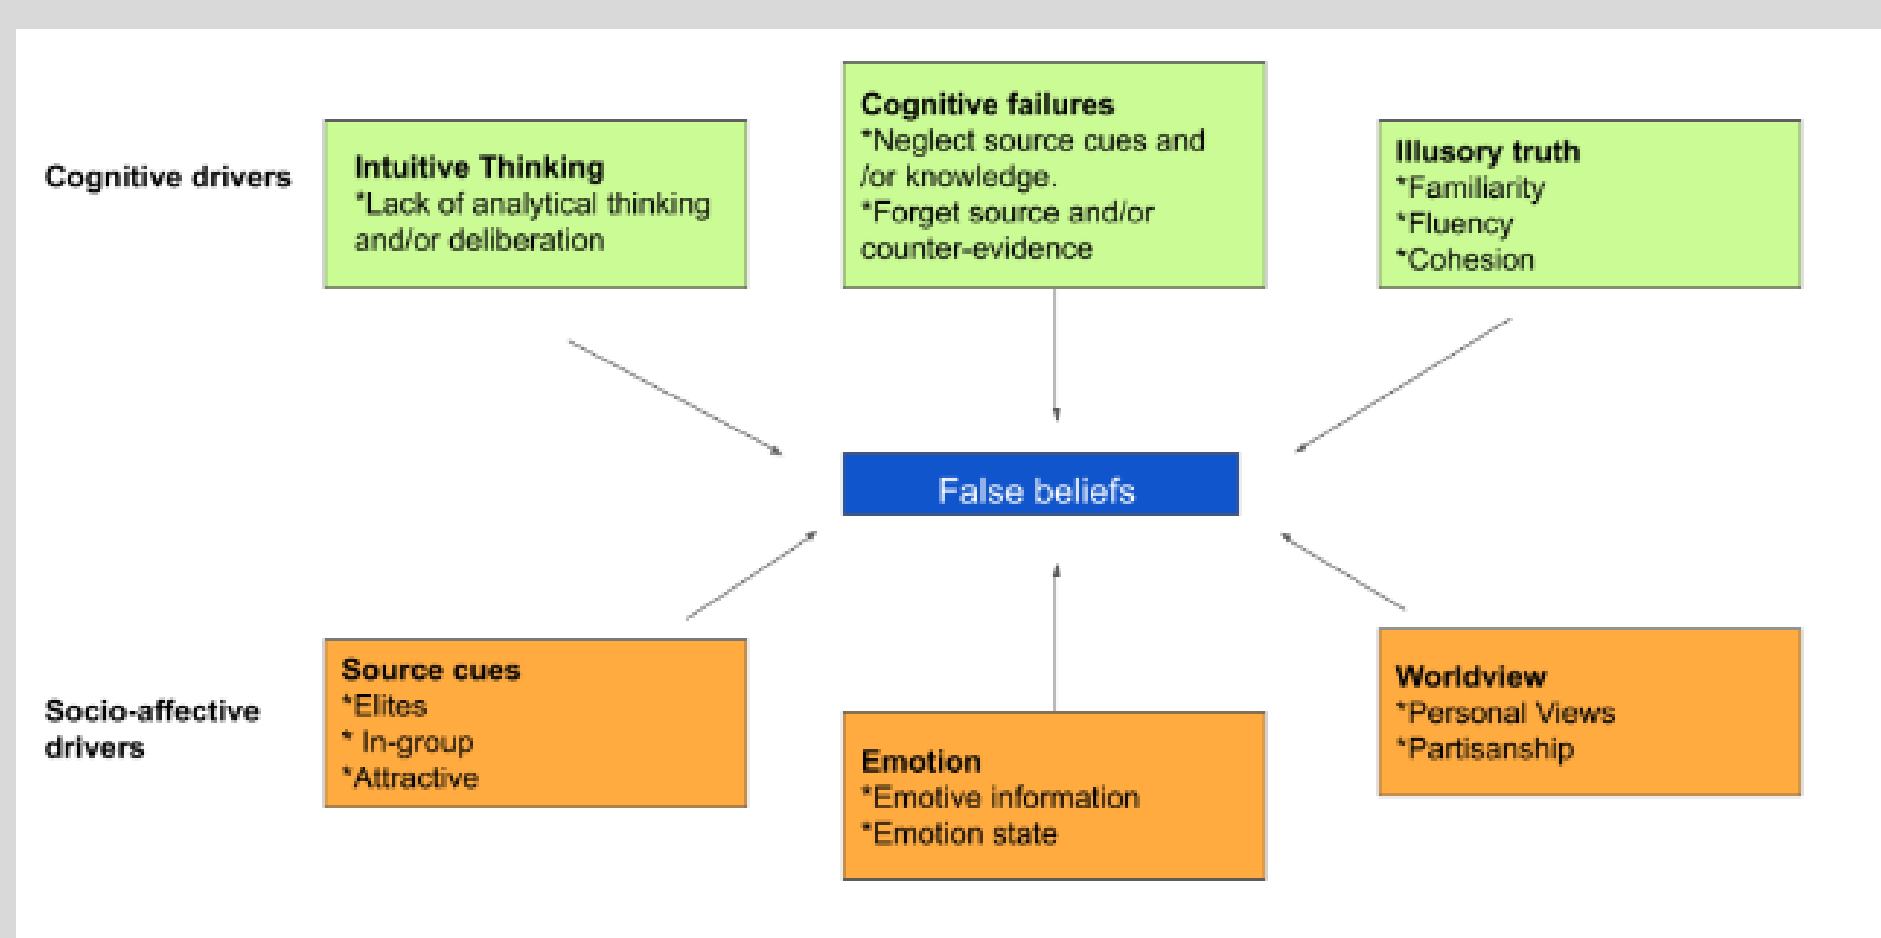 Cognitive drivers
Intuitive Thinking
*Lack of analytical thinking
and/or deliberation
Cognitive failures
*Neglect source cues and
/or knowledge.
*Forget source and/or
counter-evidence
Illusory truth
*Familiarity
*Fluency
*Cohesion
False beliefs
Socio-affective
drivers
Source cues
*Elites
* In-group
*Attractive
Emotion
*Emotive information
*Emotion state
Worldview
*Personal Views
*Partisanship